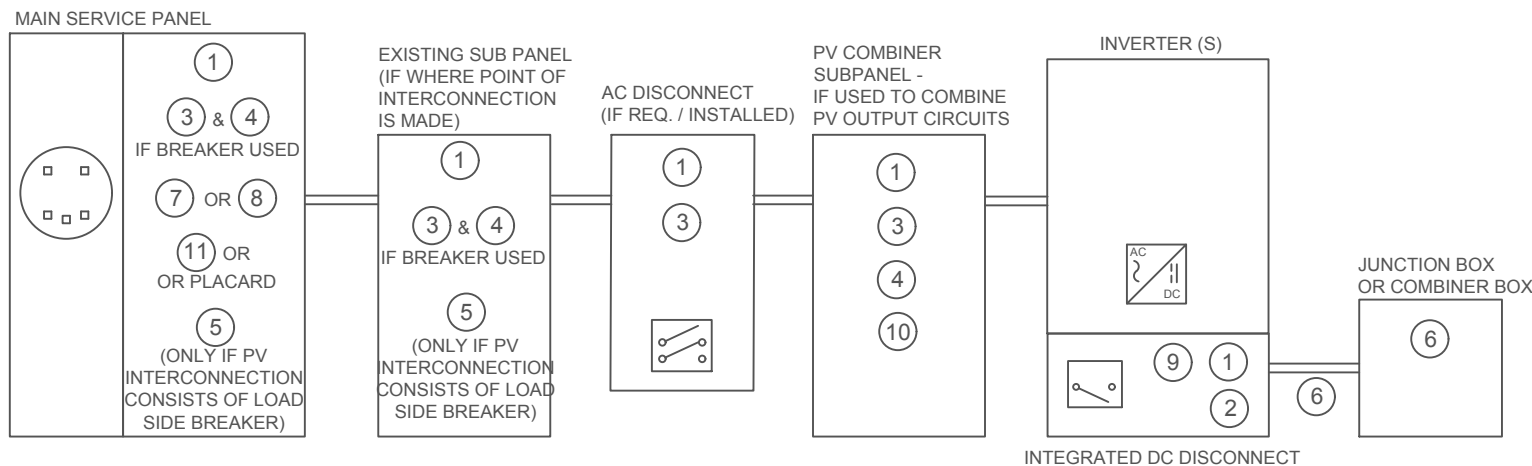 MAIN SERVICE PANEL
1
3 & 4
IF BREAKER USED
7 OR 8
11 OR
OR PLACARD
5
(ONLY IF PV
INTERCONNECTION
CONSISTS OF LOAD
SIDE BREAKER)
EXISTING SUB PANEL
(IF WHERE POINT OF
INTERCONNECTION
IS MADE)
1
3 & 4
IF BREAKER USED
5
(ONLY IF PV
INTERCONNECTION
CONSISTS OF LOAD
SIDE BREAKER)
AC DISCONNECT
(IF REQ. / INSTALLED)
1
3
PV COMBINER
SUBPANEL -
IF USED TO COMBINE
PV OUTPUT CIRCUITS
1
3
4
10
INVERTER (S)
AC
DC
9 1
2
INTEGRATED DC DISCONNECT
6
JUNCTION BOX
OR COMBINER BOX
6